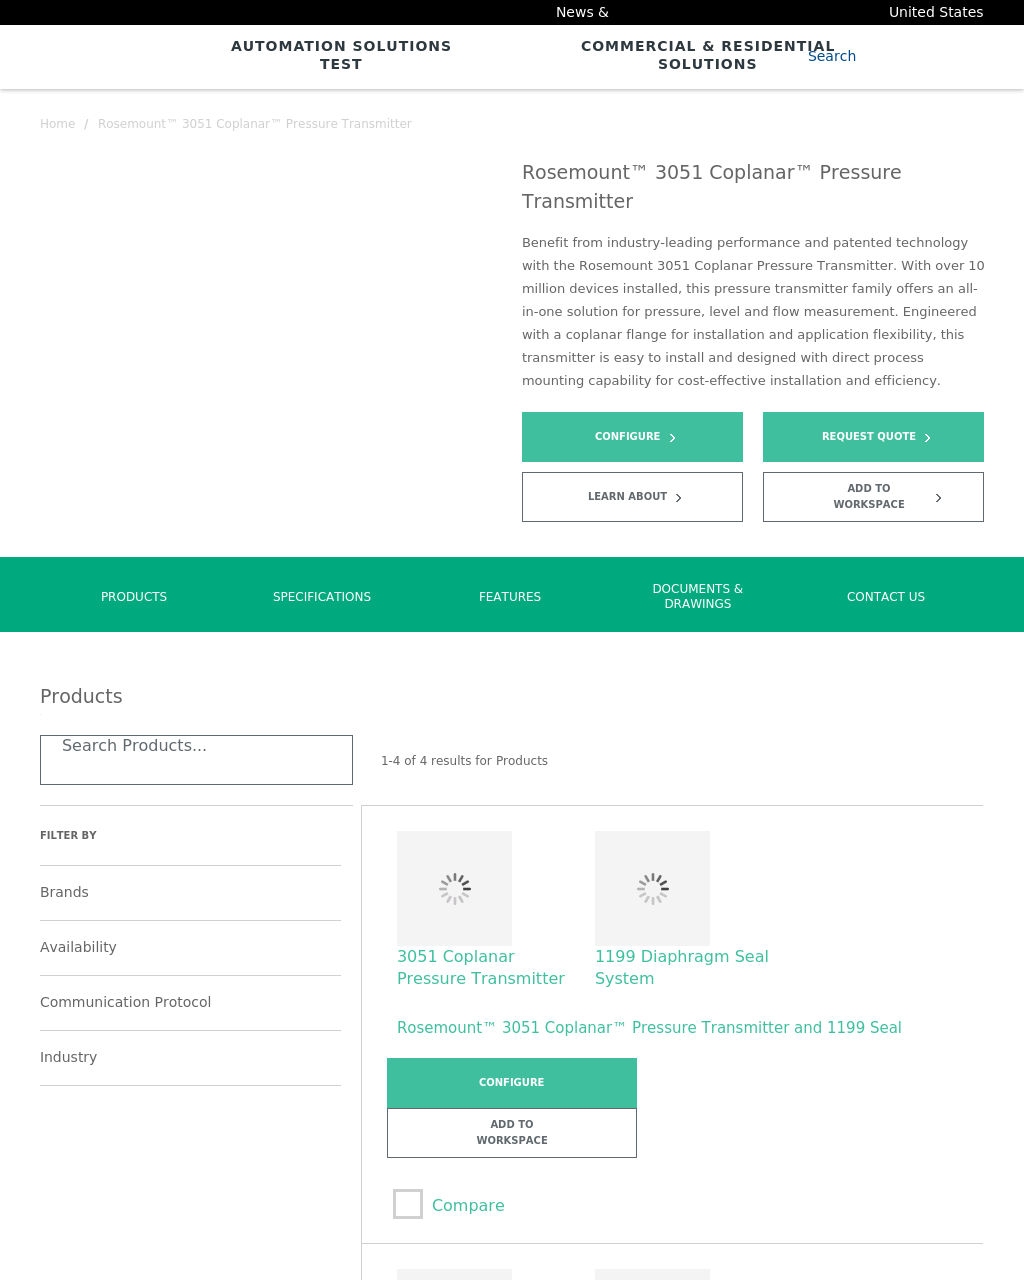 News &
United States
AUTOMATION SOLUTIONS
TEST
COMMERCIAL & RESIDENTIAL
SOLUTIONS
Search
Home / Rosemount™ 3051 Coplanar™ Pressure Transmitter
Rosemount™ 3051 Coplanar™ Pressure
Transmitter
Benefit from industry-leading performance and patented technology
with the Rosemount 3051 Coplanar Pressure Transmitter. With over 10
million devices installed, this pressure transmitter family offers an all-
in-one solution for pressure, level and flow measurement. Engineered
with a coplanar flange for installation and application flexibility, this
transmitter is easy to install and designed with direct process
mounting capability for cost-effective installation and efficiency.
CONFIGURE
REQUEST QUOTE
LEARN ABOUT
ADD TO
WORKSPACE
PRODUCTS
SPECIFICATIONS
FEATURES
DOCUMENTS &
DRAWINGS
CONTACT US
Products
Search Products...
1-4 of 4 results for Products
FILTER BY
Brands
Availability
Communication Protocol
Industry
3051 Coplanar
Pressure Transmitter
1199 Diaphragm Seal
System
Rosemount™ 3051 Coplanar™ Pressure Transmitter and 1199 Seal
CONFIGURE
ADD TO
WORKSPACE
Compare